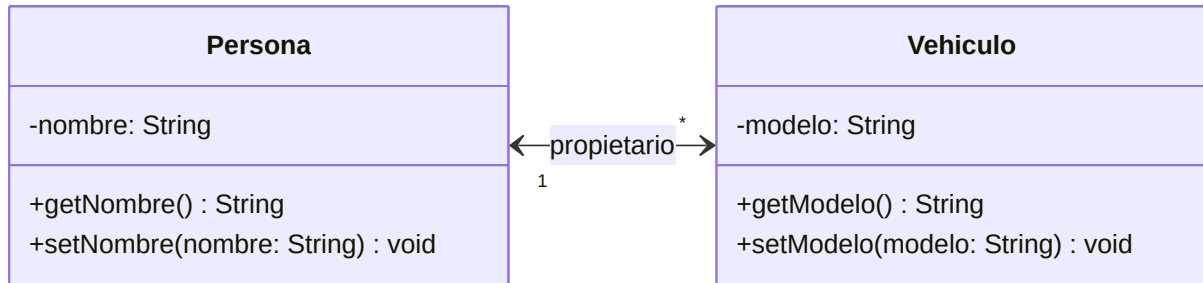 Persona
-nombre: String
+getNombre() : String
+setNombre(nombre: String) : void
1
propietario
*
Vehiculo
-modelo: String
+getModelo() : String
+setModelo(modelo: String) : void